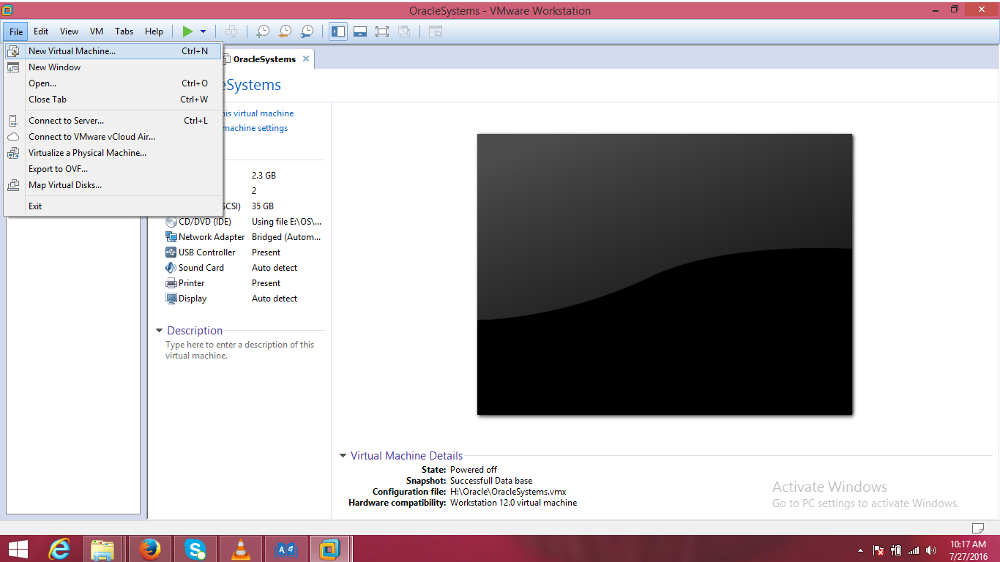 OracleSystems - VMware Workstation
File Edit View VM Tabs Help
New Virtual Machine... Ctrl+N
New Window
Open... Ctrl+O
Close Tab Ctrl+W
Connect to Server... Ctrl+L
Connect to VMware vCloud Air...
Virtualize a Physical Machine...
Export to OVF...
Map Virtual Disks...
Exit
OracleSystems
eSystems
his virtual machine
machine settings
2.3 GB
2
CSI) 35 GB
CD/DVD (IDE) Using file E:\OS\...
Network Adapter Bridged (Autom...
USB Controller Present
Sound Card Auto detect
Printer Present
Display Auto detect
Description
Type here to enter a description of this
virtual machine.
Virtual Machine Details
State: Powered off
Snapshot: Successfull Data base
Configuration file: H:\Oracle\OracleSystems.vmx
Hardware compatibility: Workstation 12.0 virtual machine
Activate Windows
Go to PC settings to activate Windows.
10:17 AM
7/27/2016